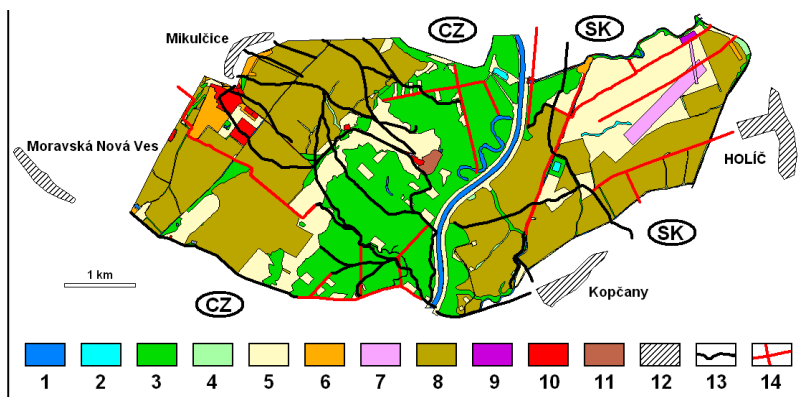 CZ
SK
Mikulčice
Moravská Nová Ves
HOLÍČ
SK
1 km
CZ
Kopčany
1 2 3 4 5 6 7 8 9 10 11 12 13 14